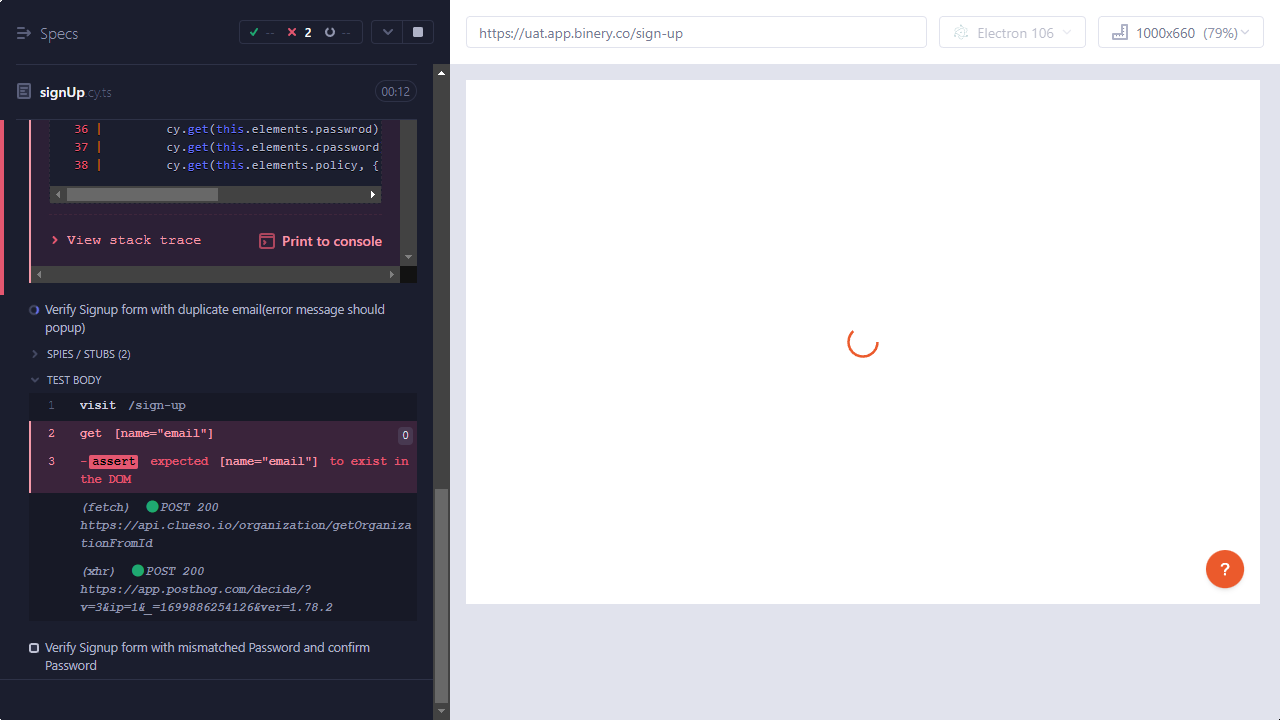 Specs
--
2
--
https://uat.app.binery.co/sign-up
Electron 106
1000x660 (79%)
signUp.cy.ts
00:12
36 | cy.get(this.elements.passwrod)
37 | cy.get(this.elements.cpassword
38 | cy.get(this.elements.policy, {
View stack trace
Print to console
Verify Signup form with duplicate email(error message should
popup)
SPIES / STUBS (2)
TEST BODY
1 visit /sign-up
2 get [name="email"] 0
3 -assert expected [name="email"] to exist in
the DOM
(fetch) POST 200
https://api.clueso.io/organization/getOrganiza
tionFromId
(xhr) POST 200
https://app.posthog.com/decide/?
v=3&ip=1&_=1699886254126&ver=1.78.2
Verify Signup form with mismatched Password and confirm
Password
?